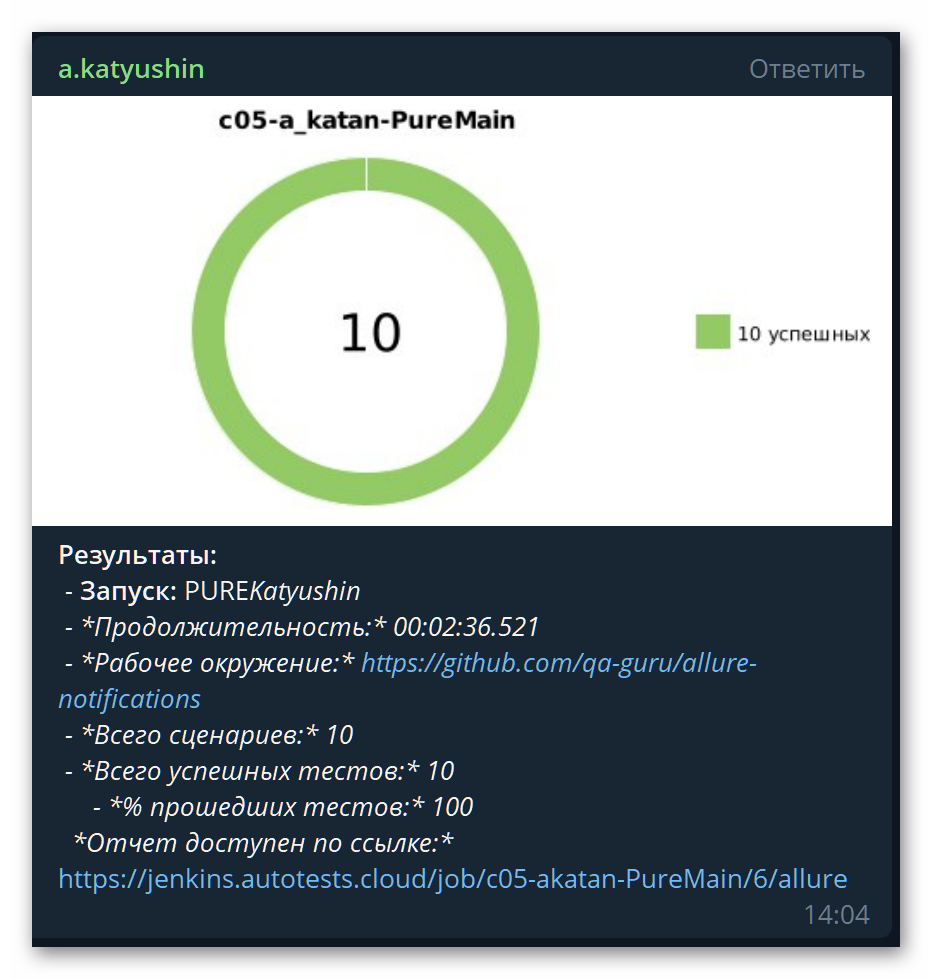 a.katyushin Ответить
c05-a_katan-PureMain
10
10 успешных
Результаты:
- Запуск: PUREKatyushin
- *Продолжительность:* 00:02:36.521
- *Рабочее окружение:* https://github.com/qa-guru/allure-
notifications
- *Всего сценариев:* 10
- *Всего успешных тестов:* 10
- *% прошедших тестов:* 100
*Отчет доступен по ссылке:*
https://jenkins.autotests.cloud/job/c05-akatan-PureMain/6/allure
14:04